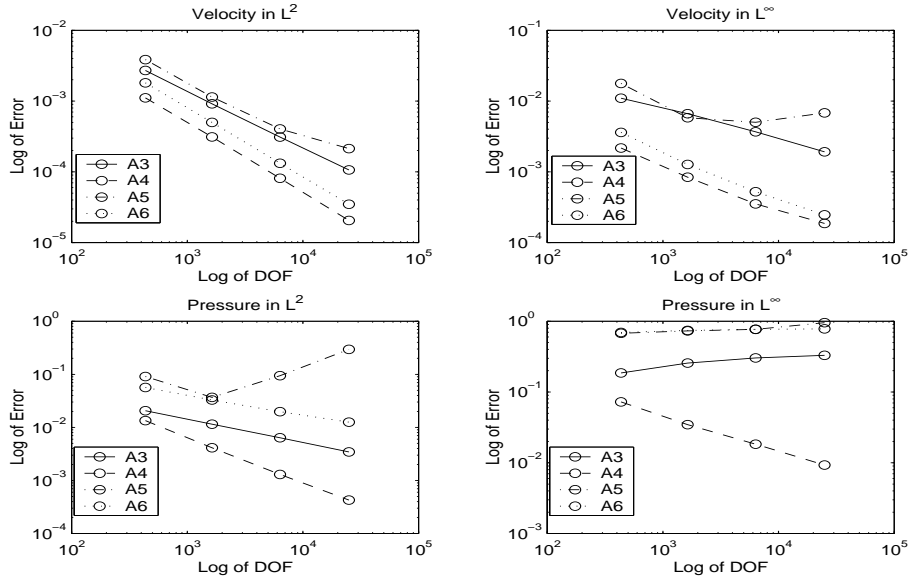 Velocity in L²
10⁻²
10⁻³
10⁻⁴
10⁻⁵
Log of Error
A3
A4
A5
A6
10² 10³ 10⁴ 10⁵
Log of DOF
Velocity in L∞
10⁰
10⁻¹
10⁻²
10⁻³
10⁻⁴
Log of Error
A3
A4
A5
A6
10² 10³ 10⁴ 10⁵
Log of DOF
Pressure in L²
10⁰
10⁻¹
10⁻²
10⁻³
10⁻⁴
Log of Error
A3
A4
A5
A6
10² 10³ 10⁴ 10⁵
Log of DOF
Pressure in L∞
10⁰
10⁻¹
10⁻²
10⁻³
Log of Error
A3
A4
A5
A6
10² 10³ 10⁴ 10⁵
Log of DOF